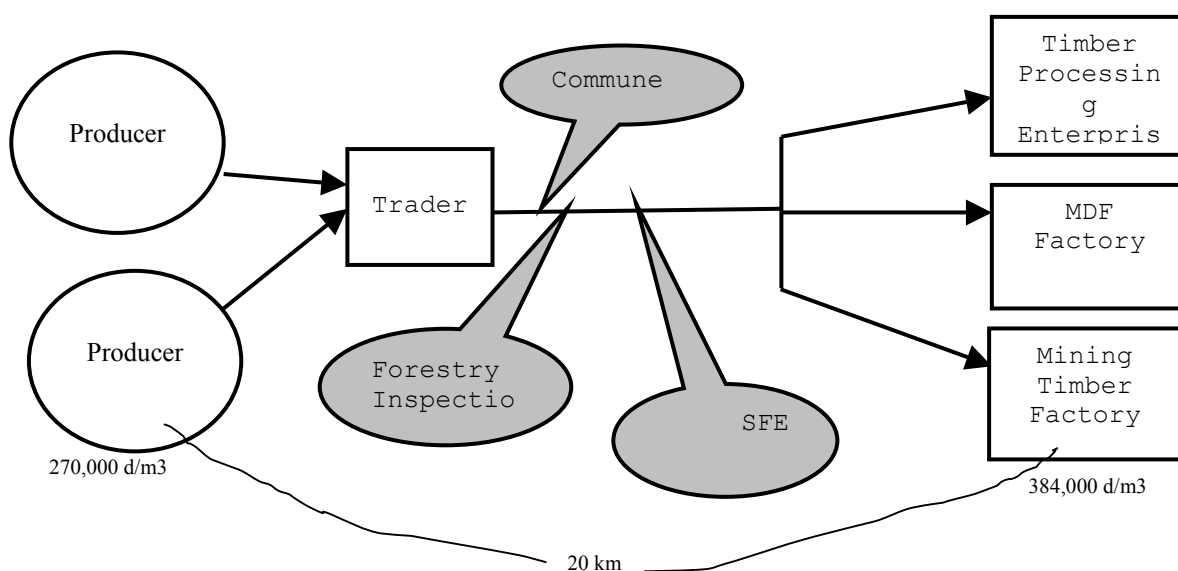 Producer
Producer
270,000 d/m3
Trader
Commune
Forestry
Inspectio
SFE
Timber
Processin
g
Enterpris
MDF
Factory
Mining
Timber
Factory
384,000 d/m3
20 km